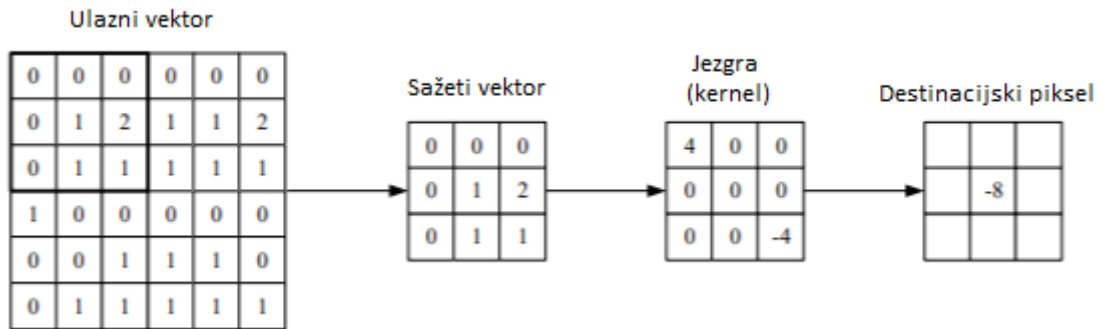 Ulazni vektor
0 0 0 0 0 0
0 1 2 1 1 2
0 1 1 1 1 1
1 0 0 0 0 0
0 0 1 1 1 0
0 1 1 1 1 1
Sažeti vektor
0 0 0
0 1 2
0 1 1
Jezgra
(kernel)
4 0 0
0 0 0
0 0 -4
Destinacijski piksel
-8